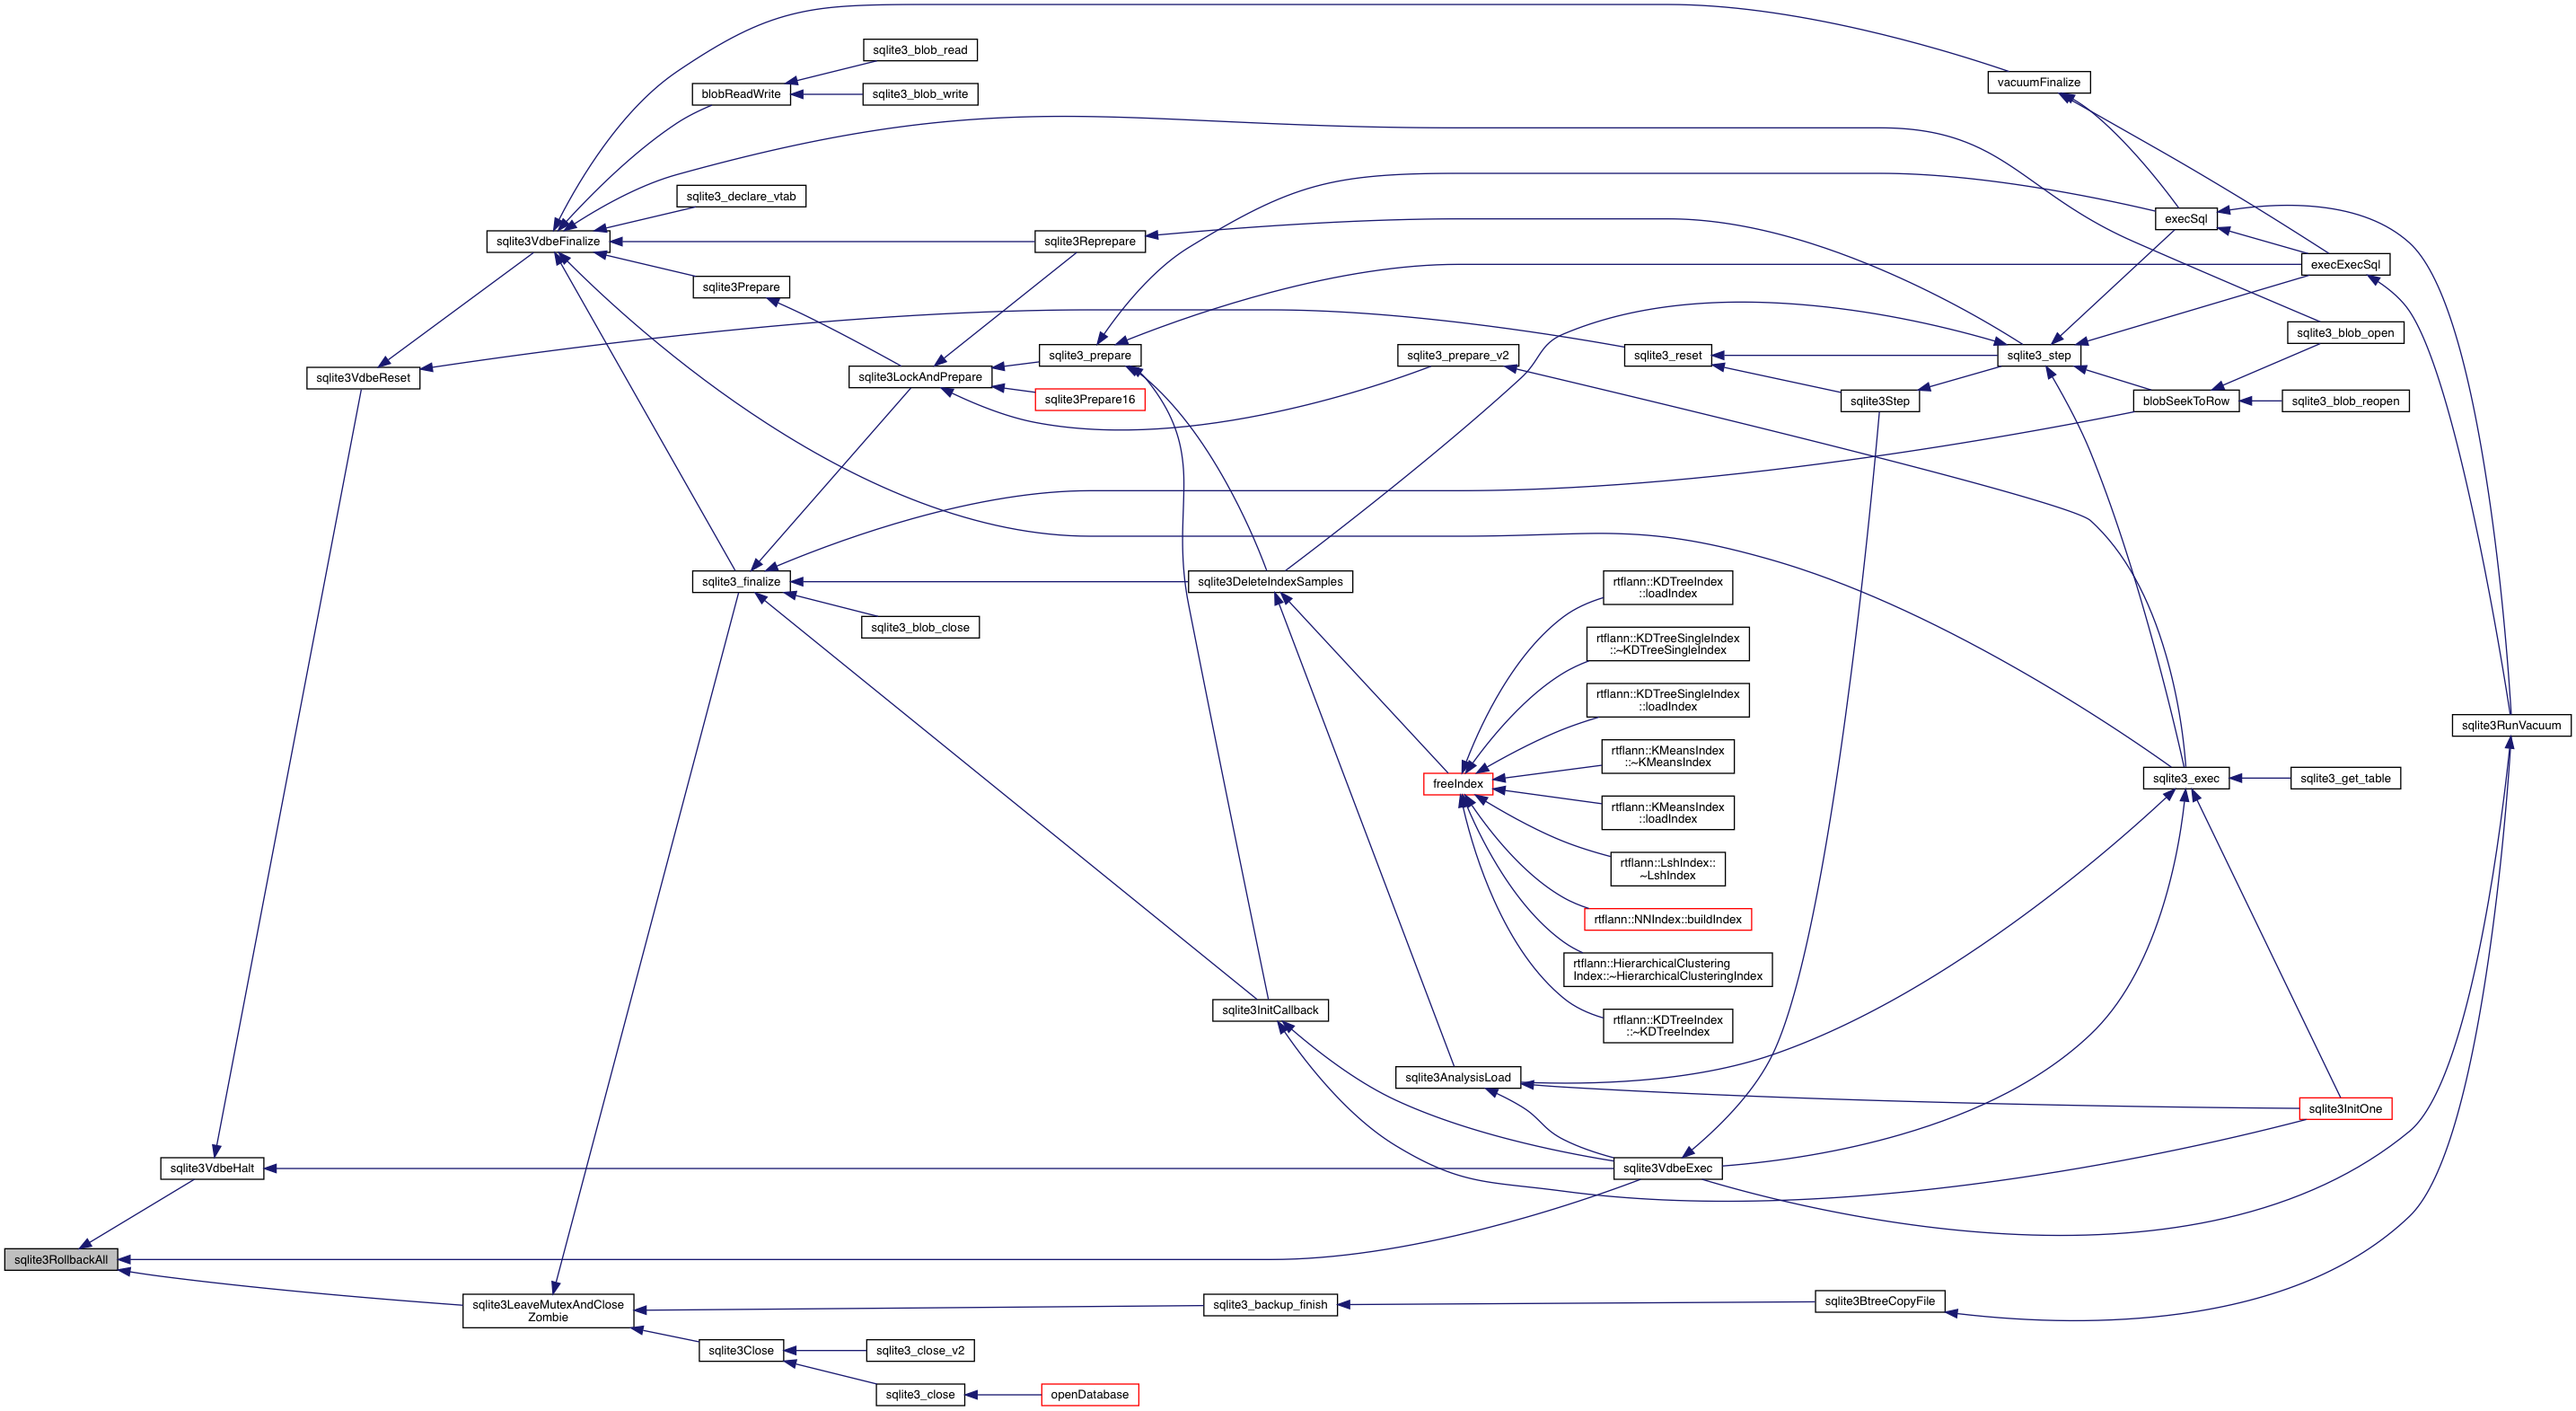 sqlite3_blob_read
vacuumFinalize
blobReadWrite
sqlite3_blob_write
sqlite3_declare_vtab
execSql
sqlite3VdbeFinalize
sqlite3Reprepare
execExecSql
sqlite3Prepare
sqlite3_blob_open
sqlite3_prepare
sqlite3_prepare_v2
sqlite3_reset
sqlite3_step
sqlite3VdbeReset
sqlite3LockAndPrepare
sqlite3Prepare16
sqlite3Step
blobSeekToRow
sqlite3_blob_reopen
sqlite3_finalize
sqlite3DeleteIndexSamples
rtflann::KDTreeIndex
::loadIndex
sqlite3_blob_close
rtflann::KDTreeSingleIndex
::~KDTreeSingleIndex
rtflann::KDTreeSingleIndex
::loadIndex
sqlite3RunVacuum
rtflann::KMeansIndex
::~KMeansIndex
freeIndex
sqlite3_exec
sqlite3_get_table
rtflann::KMeansIndex
::loadIndex
rtflann::LshIndex::
~LshIndex
rtflann::NNIndex::buildIndex
rtflann::HierarchicalClustering
Index::~HierarchicalClusteringIndex
sqlite3InitCallback
rtflann::KDTreeIndex
::~KDTreeIndex
sqlite3AnalysisLoad
sqlite3InitOne
sqlite3VdbeHalt
sqlite3VdbeExec
sqlite3RollbackAll
sqlite3LeaveMutexAndClose
Zombie
sqlite3_backup_finish
sqlite3BtreeCopyFile
sqlite3Close
sqlite3_close_v2
sqlite3_close
openDatabase